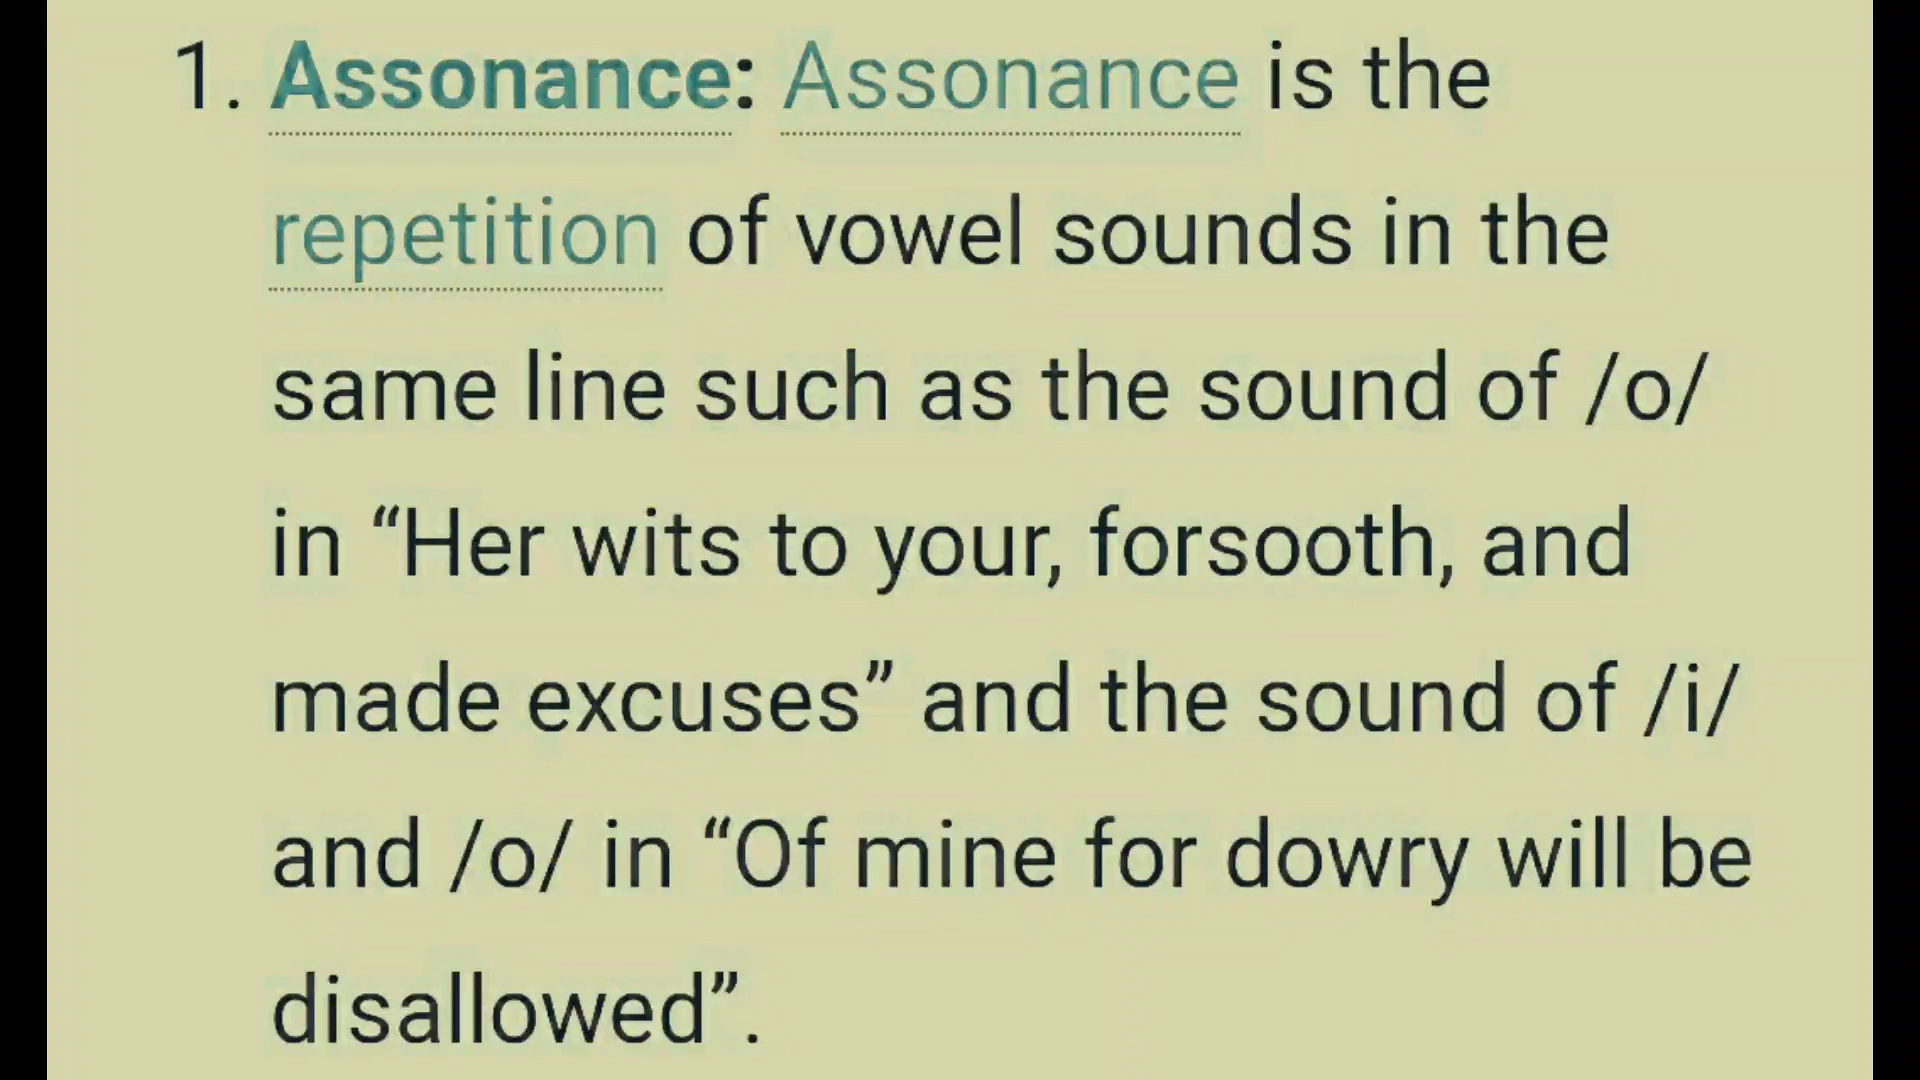 1. Assonance: Assonance is the
repetition of vowel sounds in the
same line such as the sound of /o/
in “Her wits to your, forsooth, and
made excuses” and the sound of /i/
and /o/ in “Of mine for dowry will be
disallowed”.